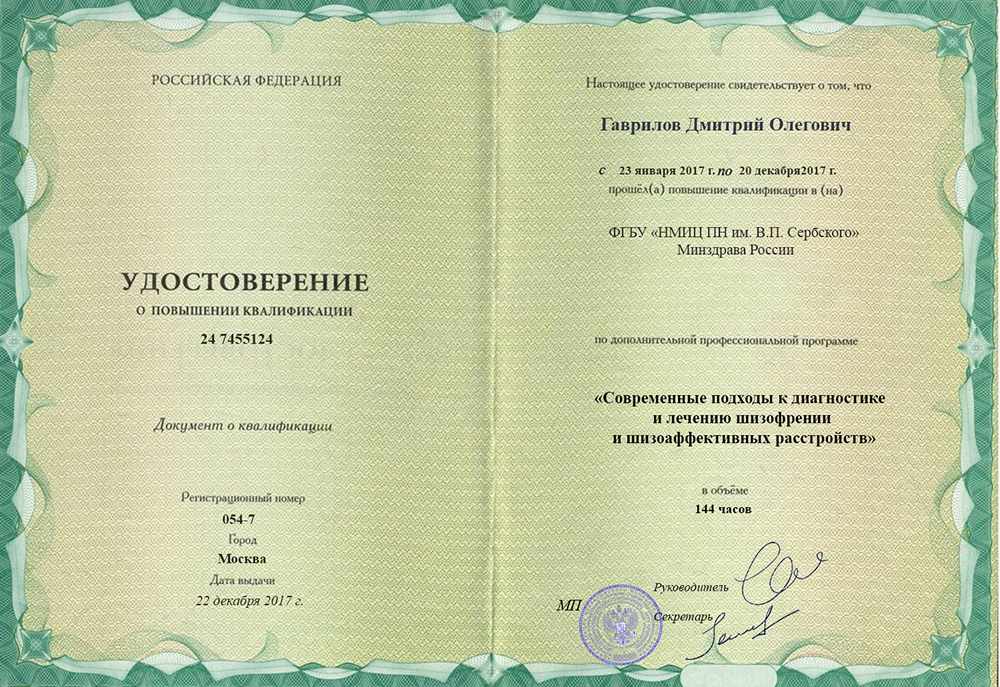 РОССИЙСКАЯ ФЕДЕРАЦИЯ
УДОСТОВЕРЕНИЕ
О ПОВЫШЕНИИ КВАЛИФИКАЦИИ
24 7455124
Документ о квалификации
Регистрационный номер
054-7
Город
Москва
Дата выдачи
22 декабря 2017 г.
Настоящее удостоверение свидетельствует о том, что
Гаврилов Дмитрий Олегович
с 23 января 2017 г. по 20 декабря2017 г.
прошёл(а) повышение квалификации в (на)
ФГБУ «НМИЦ ПН им. В.П. Сербского»
Минздрава России
по дополнительной профессиональной программе
«Современные подходы к диагностике
и лечению шизофрении
и шизоаффективных расстройств»
в объёме
144 часов
Руководитель
МП
Секретарь